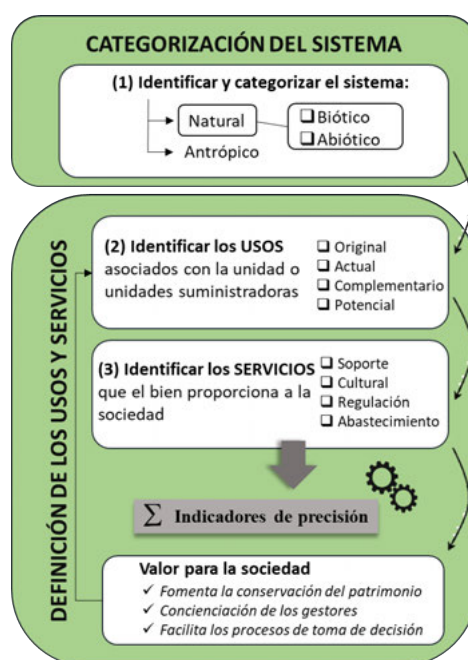 CATEGORIZACIÓN DEL SISTEMA
(1) Identificar y categorizar el sistema:
Natural
Biótico
Abiótico
Antrópico
DEFINICIÓN DE LOS USOS Y SERVICIOS
(2) Identificar los USOS
asociados con la unidad o
unidades suministradoras
Original
Actual
Complementario
Potencial
(3) Identificar los SERVICIOS
que el bien proporciona a la
sociedad
Soporte
Cultural
Regulación
Abastecimiento
∑ Indicadores de precisión
Valor para la sociedad
✓ Fomenta la conservación del patrimonio
✓ Concienciación de los gestores
✓ Facilita los procesos de toma de decisión